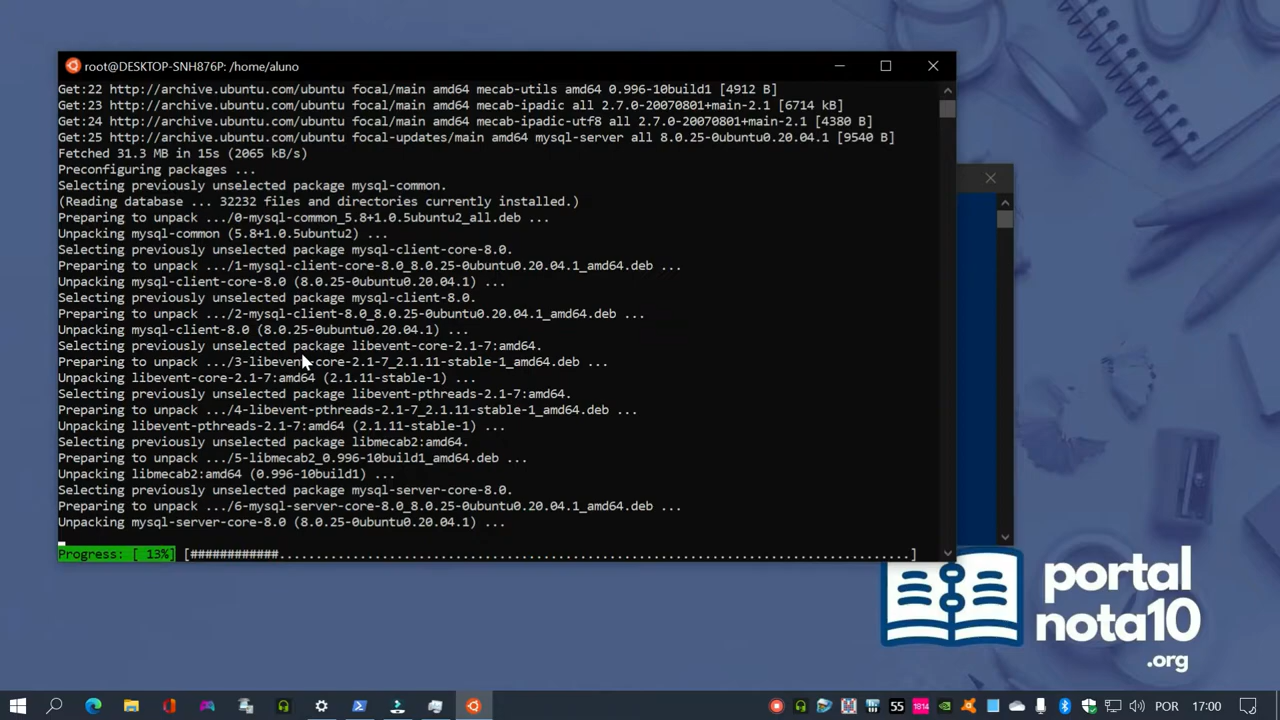 root@DESKTOP-SNH876P: /home/aluno
Get:22 http://archive.ubuntu.com/ubuntu focal/main amd64 mecab-utils amd64 0.996-10build1 [4912 B]
Get:23 http://archive.ubuntu.com/ubuntu focal/main amd64 mecab-ipadic all 2.7.0-20070801+main-2.1 [6714 kB]
Get:24 http://archive.ubuntu.com/ubuntu focal/main amd64 mecab-ipadic-utf8 all 2.7.0-20070801+main-2.1 [4380 B]
Get:25 http://archive.ubuntu.com/ubuntu focal-updates/main amd64 mysql-server all 8.0.25-0ubuntu0.20.04.1 [9540 B]
Fetched 31.3 MB in 15s (2065 kB/s)
Preconfiguring packages ...
Selecting previously unselected package mysql-common.
(Reading database ... 32232 files and directories currently installed.)
Preparing to unpack .../0-mysql-common_5.8+1.0.5ubuntu2_all.deb ...
Unpacking mysql-common (5.8+1.0.5ubuntu2) ...
Selecting previously unselected package mysql-client-core-8.0.
Preparing to unpack .../1-mysql-client-core-8.0_8.0.25-0ubuntu0.20.04.1_amd64.deb ...
Unpacking mysql-client-core-8.0 (8.0.25-0ubuntu0.20.04.1) ...
Selecting previously unselected package mysql-client-8.0.
Preparing to unpack .../2-mysql-client-8.0_8.0.25-0ubuntu0.20.04.1_amd64.deb ...
Unpacking mysql-client-8.0 (8.0.25-0ubuntu0.20.04.1) ...
Selecting previously unselected package libevent-core-2.1-7:amd64.
Preparing to unpack .../3-libevent-core-2.1-7_2.1.11-stable-1_amd64.deb ...
Unpacking libevent-core-2.1-7:amd64 (2.1.11-stable-1) ...
Selecting previously unselected package libevent-pthreads-2.1-7:amd64.
Preparing to unpack .../4-libevent-pthreads-2.1-7_2.1.11-stable-1_amd64.deb ...
Unpacking libevent-pthreads-2.1-7:amd64 (2.1.11-stable-1) ...
Selecting previously unselected package libmecab2:amd64.
Preparing to unpack .../5-libmecab2_0.996-10build1_amd64.deb ...
Unpacking libmecab2:amd64 (0.996-10build1) ...
Selecting previously unselected package mysql-server-core-8.0.
Preparing to unpack .../6-mysql-server-core-8.0_8.0.25-0ubuntu0.20.04.1_amd64.deb ...
Unpacking mysql-server-core-8.0 (8.0.25-0ubuntu0.20.04.1) ...
Progress: [ 13%] [############......................................................................................]
portal
nota10
.org
55 1814 POR 17:00